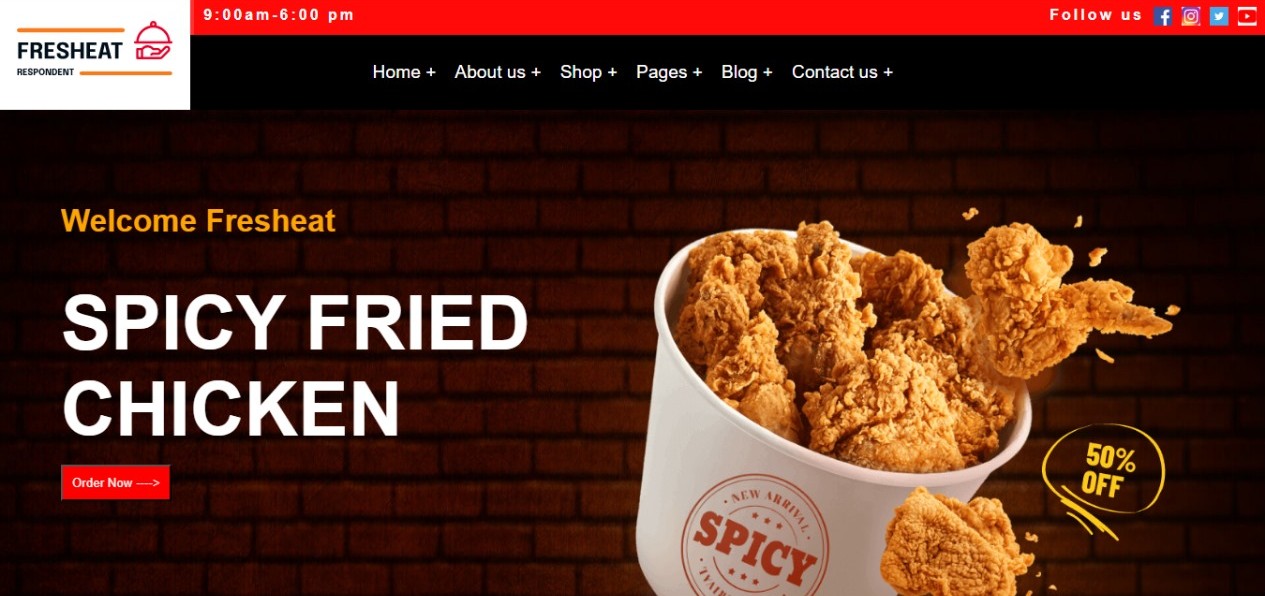 9:00am-6:00 pm
Follow us
FRESHEAT
RESPONDENT
Home + About us + Shop + Pages + Blog + Contact us +
Welcome Fresheat
SPICY FRIED
CHICKEN
Order Now ---->
50%
OFF
· NEW ARRIVAL ·
SPICY